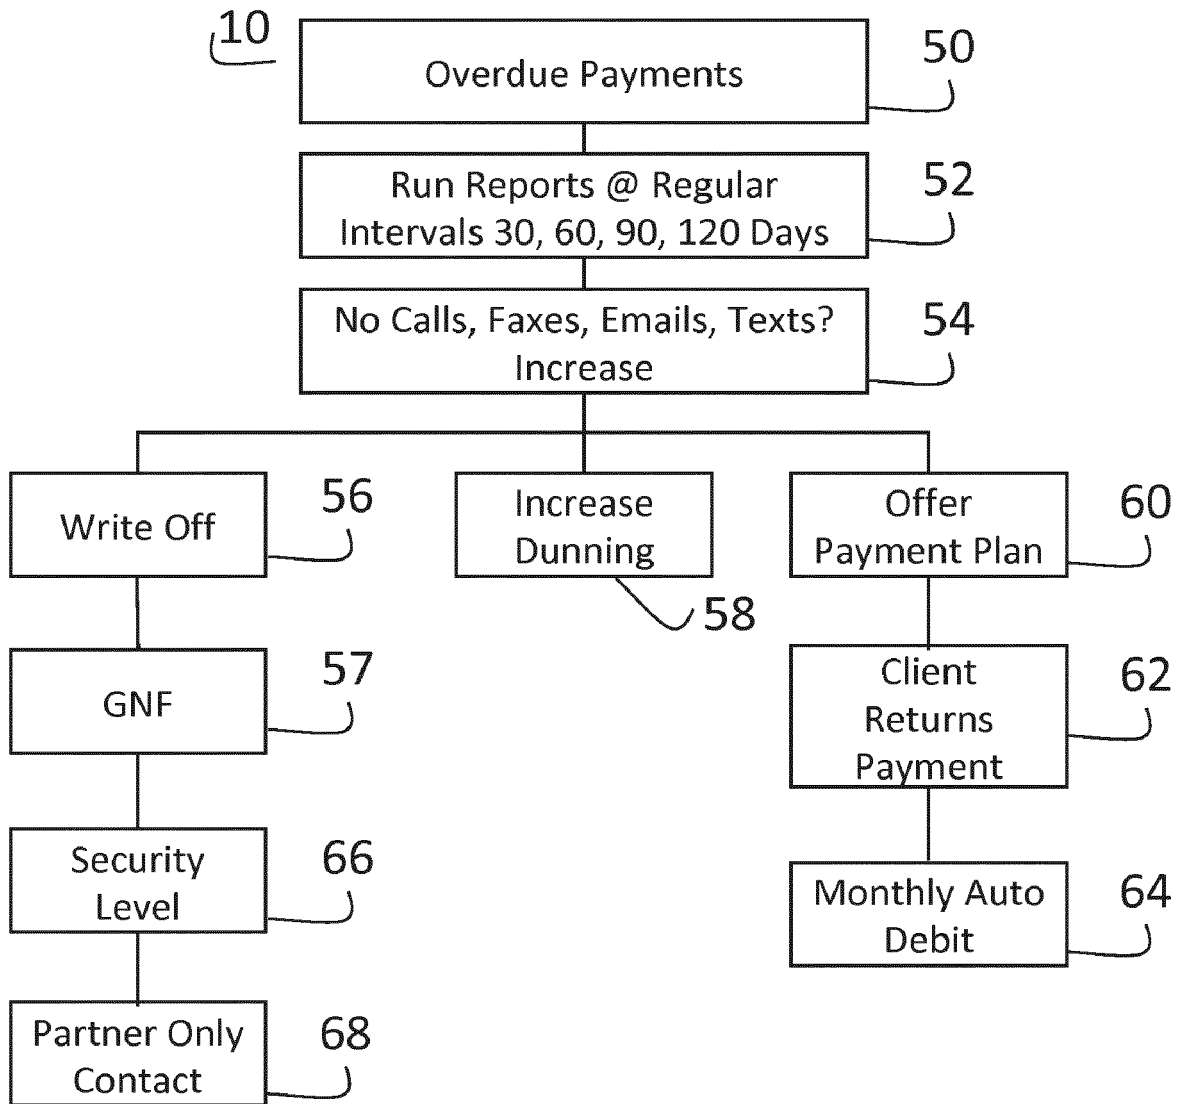 10
Overdue Payments
50
Run Reports @ Regular
Intervals 30, 60, 90, 120 Days
52
No Calls, Faxes, Emails, Texts?
Increase
54
Write Off
56
Increase
Dunning
58
Offer
Payment Plan
60
GNF
57
Client
Returns
Payment
62
Security
Level
66
Monthly Auto
Debit
64
Partner Only
Contact
68